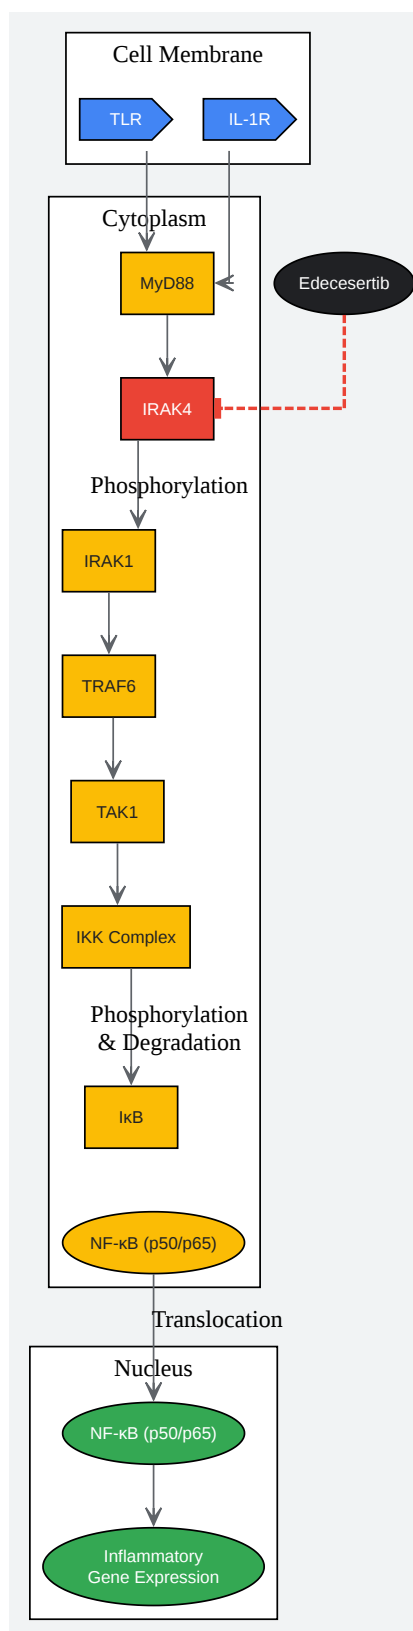 Cell Membrane
TLR
IL-1R
Cytoplasm
MyD88
Edecesertib
IRAK4
Phosphorylation
IRAK1
TRAF6
TAK1
IKK Complex
Phosphorylation
& Degradation
IκB
NF-κB (p50/p65)
Translocation
Nucleus
NF-κB (p50/p65)
Inflammatory
Gene Expression